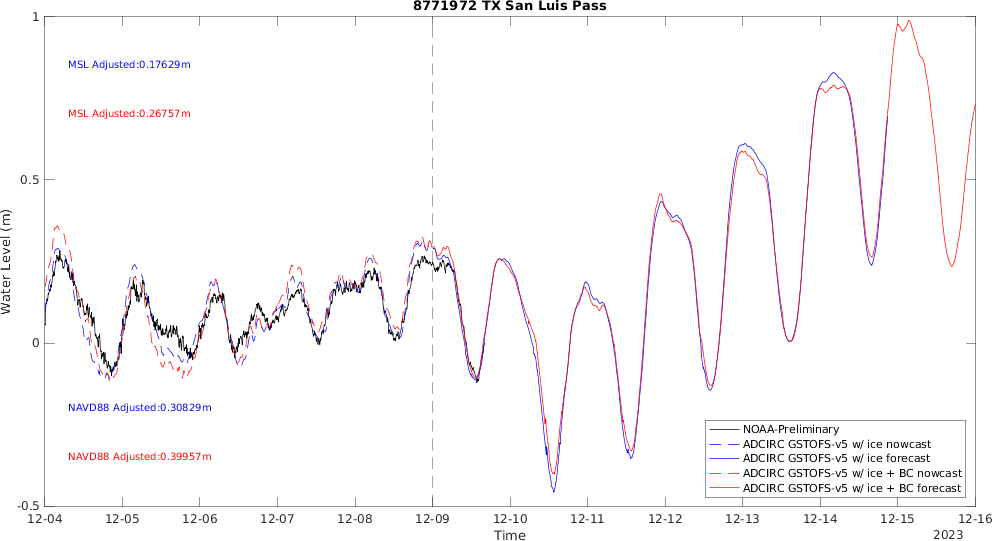 8771972 TX San Luis Pass
MSL Adjusted:0.17629m
MSL Adjusted:0.26757m
NAVD88 Adjusted:0.30829m
NAVD88 Adjusted:0.39957m
Water Level (m)
1
0.5
0
-0.5
NOAA-Preliminary
ADCIRC GSTOFS-v5 w/ ice nowcast
ADCIRC GSTOFS-v5 w/ ice forecast
ADCIRC GSTOFS-v5 w/ ice + BC nowcast
ADCIRC GSTOFS-v5 w/ ice + BC forecast
12-04 12-05 12-06 12-07 12-08 12-09 12-10 12-11 12-12 12-13 12-14 12-15 12-16
Time
2023